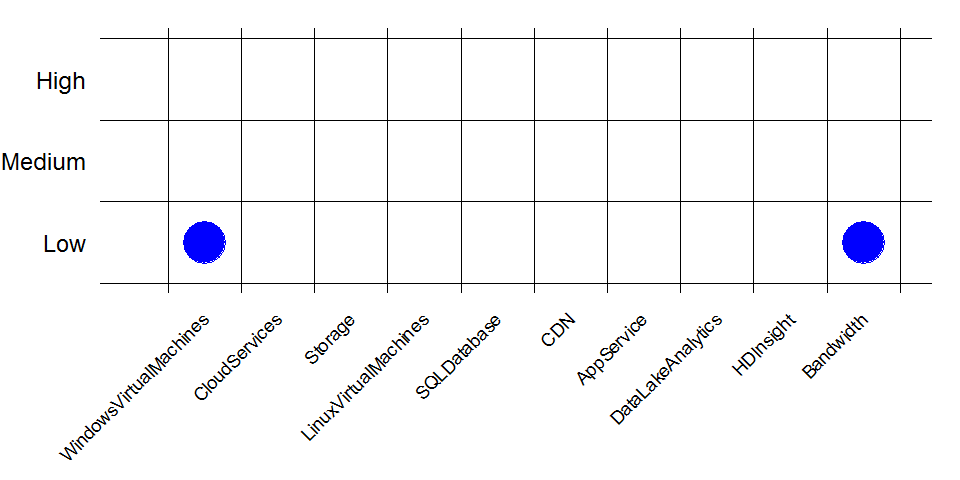 High
Medium
Low
WindowsVirtualMachines
CloudServices
Storage
LinuxVirtualMachines
SQLDatabase
CDN
AppService
DataLakeAnalytics
HDInsight
Bandwidth